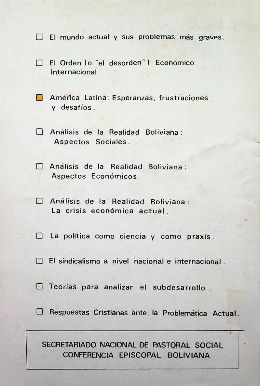 El mundo actual y sus problemas más graves.
El Orden (o "el desorden") Económico
Internacional.
América Latina: Esperanzas, frustraciones
y desafíos.
Análisis de la Realidad Boliviana:
Aspectos Sociales.
Análisis de la Realidad Boliviana:
Aspectos Económicos
Análisis de la Realidad Boliviana:
La crisis económica actual.
La política como ciencia y como praxis.
El sindicalismo a nivel nacional e internacional.
Teorías para analizar el subdesarrollo.
Respuestas Cristianas ante la Problemática Actual.
SECRETARIADO NACIONAL DE PASTORAL SOCIAL
CONFERENCIA EPISCOPAL BOLIVIANA